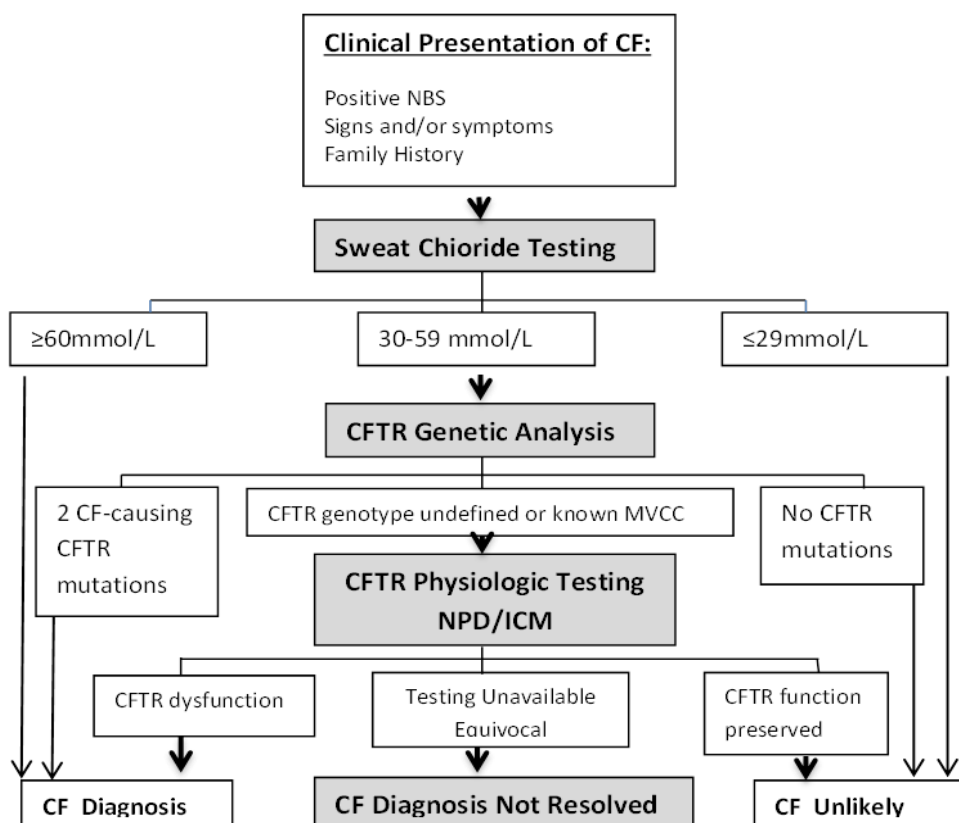 Clinical Presentation of CF:
Positive NBS
Signs and/or symptoms
Family History
Sweat Chioride Testing
≥60mmol/L
30-59 mmol/L
≤29mmol/L
CFTR Genetic Analysis
2 CF-causing
CFTR
mutations
CFTR genotype undefined or known MVCC
No CFTR
mutations
CFTR Physiologic Testing
NPD/ICM
CFTR dysfunction
Testing Unavailable
Equivocal
CFTR function
preserved
CF Diagnosis
CF Diagnosis Not Resolved
CF Unlikely